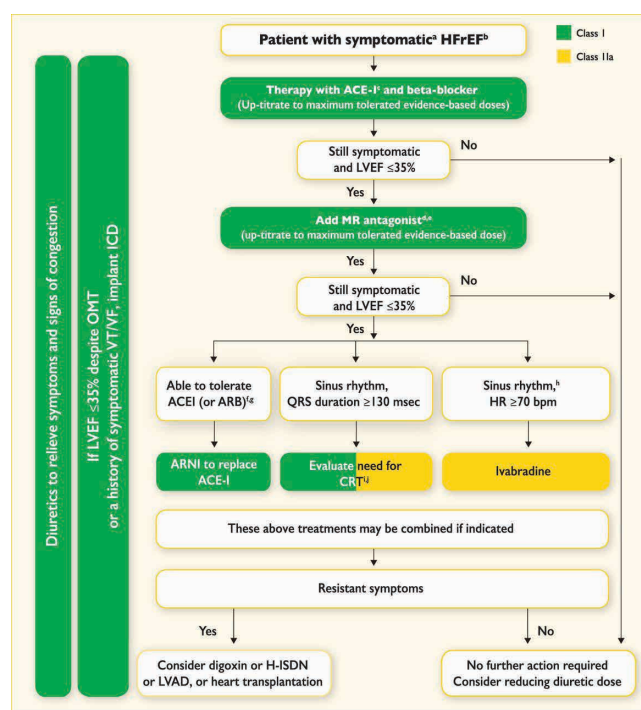 Patient with symptomaticᵃ HFrEFᵇ
Class I
Class IIa
Therapy with ACE-Iᶜ and beta-blocker
(Up-titrate to maximum tolerated evidence-based doses)
Still symptomatic
and LVEF ≤35%
No
Yes
Add MR antagonistᵈ,ᵉ
(up-titrate to maximum tolerated evidence-based dose)
Yes
Still symptomatic
and LVEF ≤35%
No
Yes
Able to tolerate
ACEI (or ARB)ᶠ,ᵍ
Sinus rhythm,
QRS duration ≥130 msec
Sinus rhythm,ʰ
HR ≥70 bpm
ARNI to replace
ACE-I
Evaluate need for
CRTⁱ,ʲ
Ivabradine
These above treatments may be combined if indicated
Resistant symptoms
Yes
No
Consider digoxin or H-ISDN
or LVAD, or heart transplantation
No further action required
Consider reducing diuretic dose
Diuretics to relieve symptoms and signs of congestion
If LVEF ≤35% despite OMT
or a history of symptomatic VT/VF, implant ICD